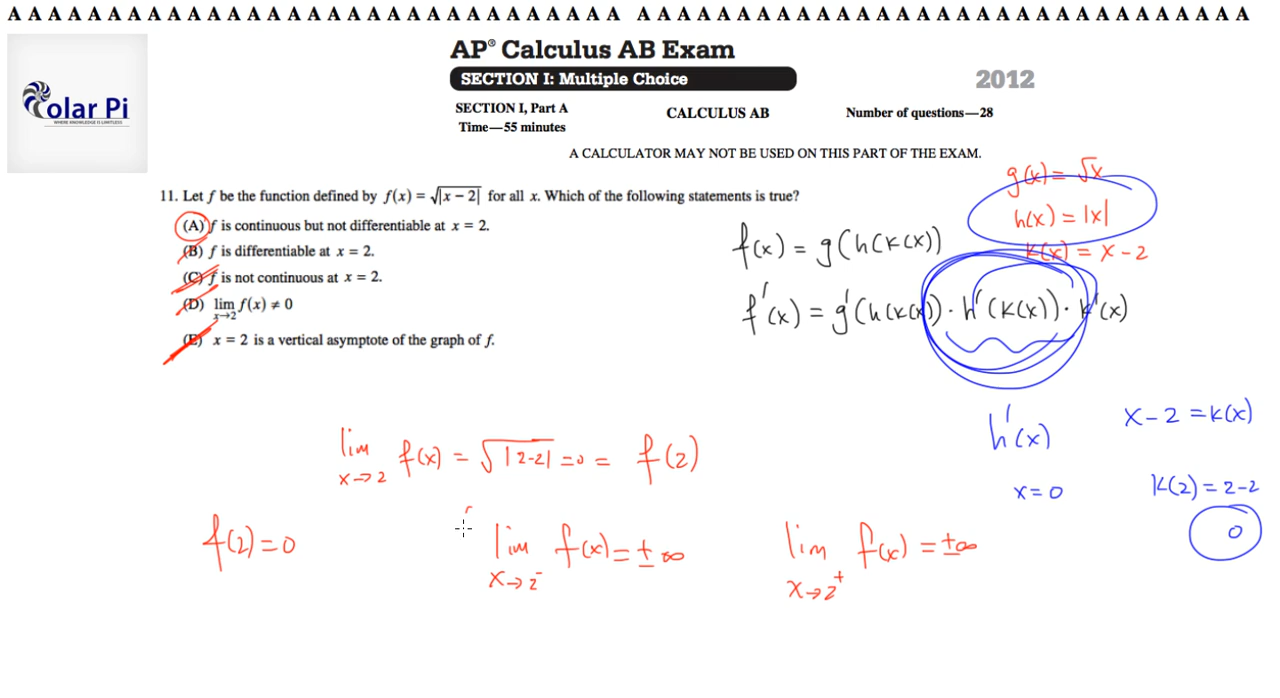 A A A A A A A A A A A A A A A A A A A A A A A A A A A A A A A A A A A A A A A A A A A A A A A A A A A A A A A A A A A A A A A
olar Pi
WHERE KNOWLEDGE IS LIMITLESS
AP® Calculus AB Exam
SECTION I: Multiple Choice
2012
SECTION I, Part A
Time—55 minutes
CALCULUS AB
Number of questions—28
A CALCULATOR MAY NOT BE USED ON THIS PART OF THE EXAM.
11. Let f be the function defined by f(x) = √|x − 2| for all x. Which of the following statements is true?
(A) f is continuous but not differentiable at x = 2.
(B) f is differentiable at x = 2.
(C) f is not continuous at x = 2.
(D) lim x→2 f(x) ≠ 0
(E) x = 2 is a vertical asymptote of the graph of f.
g(x) = √x
h(x) = |x|
k(x) = x − 2
f(x) = g(h(k(x))
f'(x) = g'(h(k(x)) · h'(k(x)) · k'(x)
h'(x)
x = 0
x − 2 = k(x)
k(2) = 2 − 2
0
lim x→2 f(x) = √|2-2| = 0 = f(2)
f(2) = 0
lim x→2⁻ f(x) = ± ∞
lim x→2⁺ f(x) = ±∞